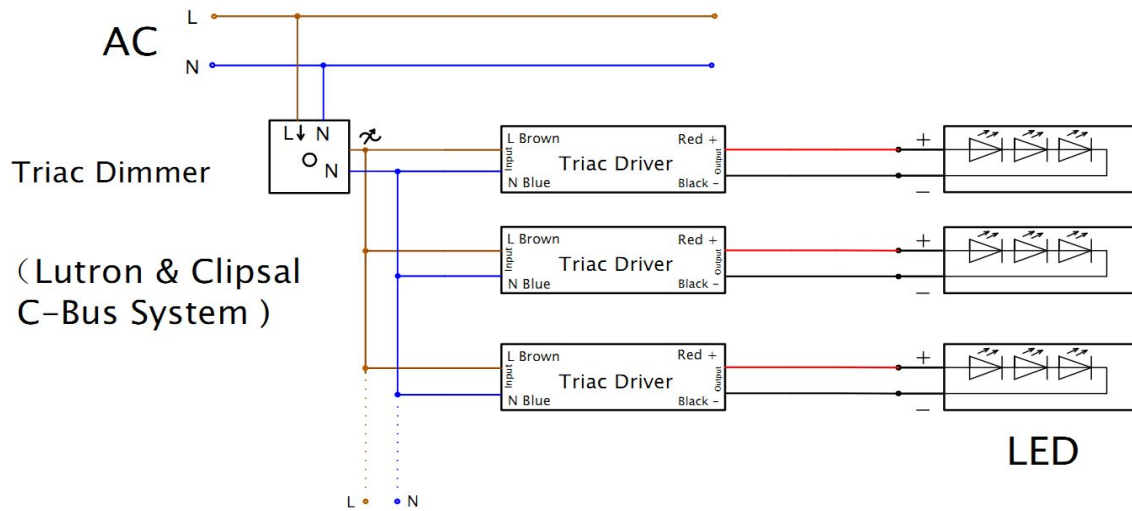 L
AC
N
L N
N
Triac Dimmer
(Lutron & Clipsal
C-Bus System )
L Brown
Input
N Blue
Triac Driver
Red +
Output
Black -
+
-
L Brown
Input
N Blue
Triac Driver
Red +
Output
Black -
+
-
L Brown
Input
N Blue
Triac Driver
Red +
Output
Black -
+
-
LED
L N